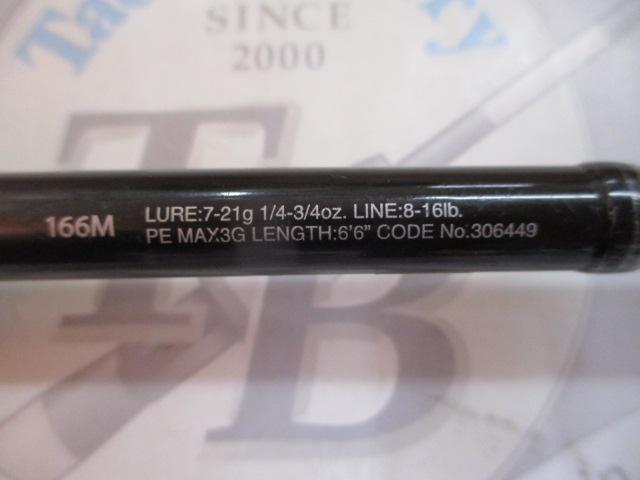 SINCE
2000
TB
166M
LURE:7-21g 1/4-3/4oz. LINE:8-16lb.
PE MAX3G LENGTH:6'6" CODE No.306449